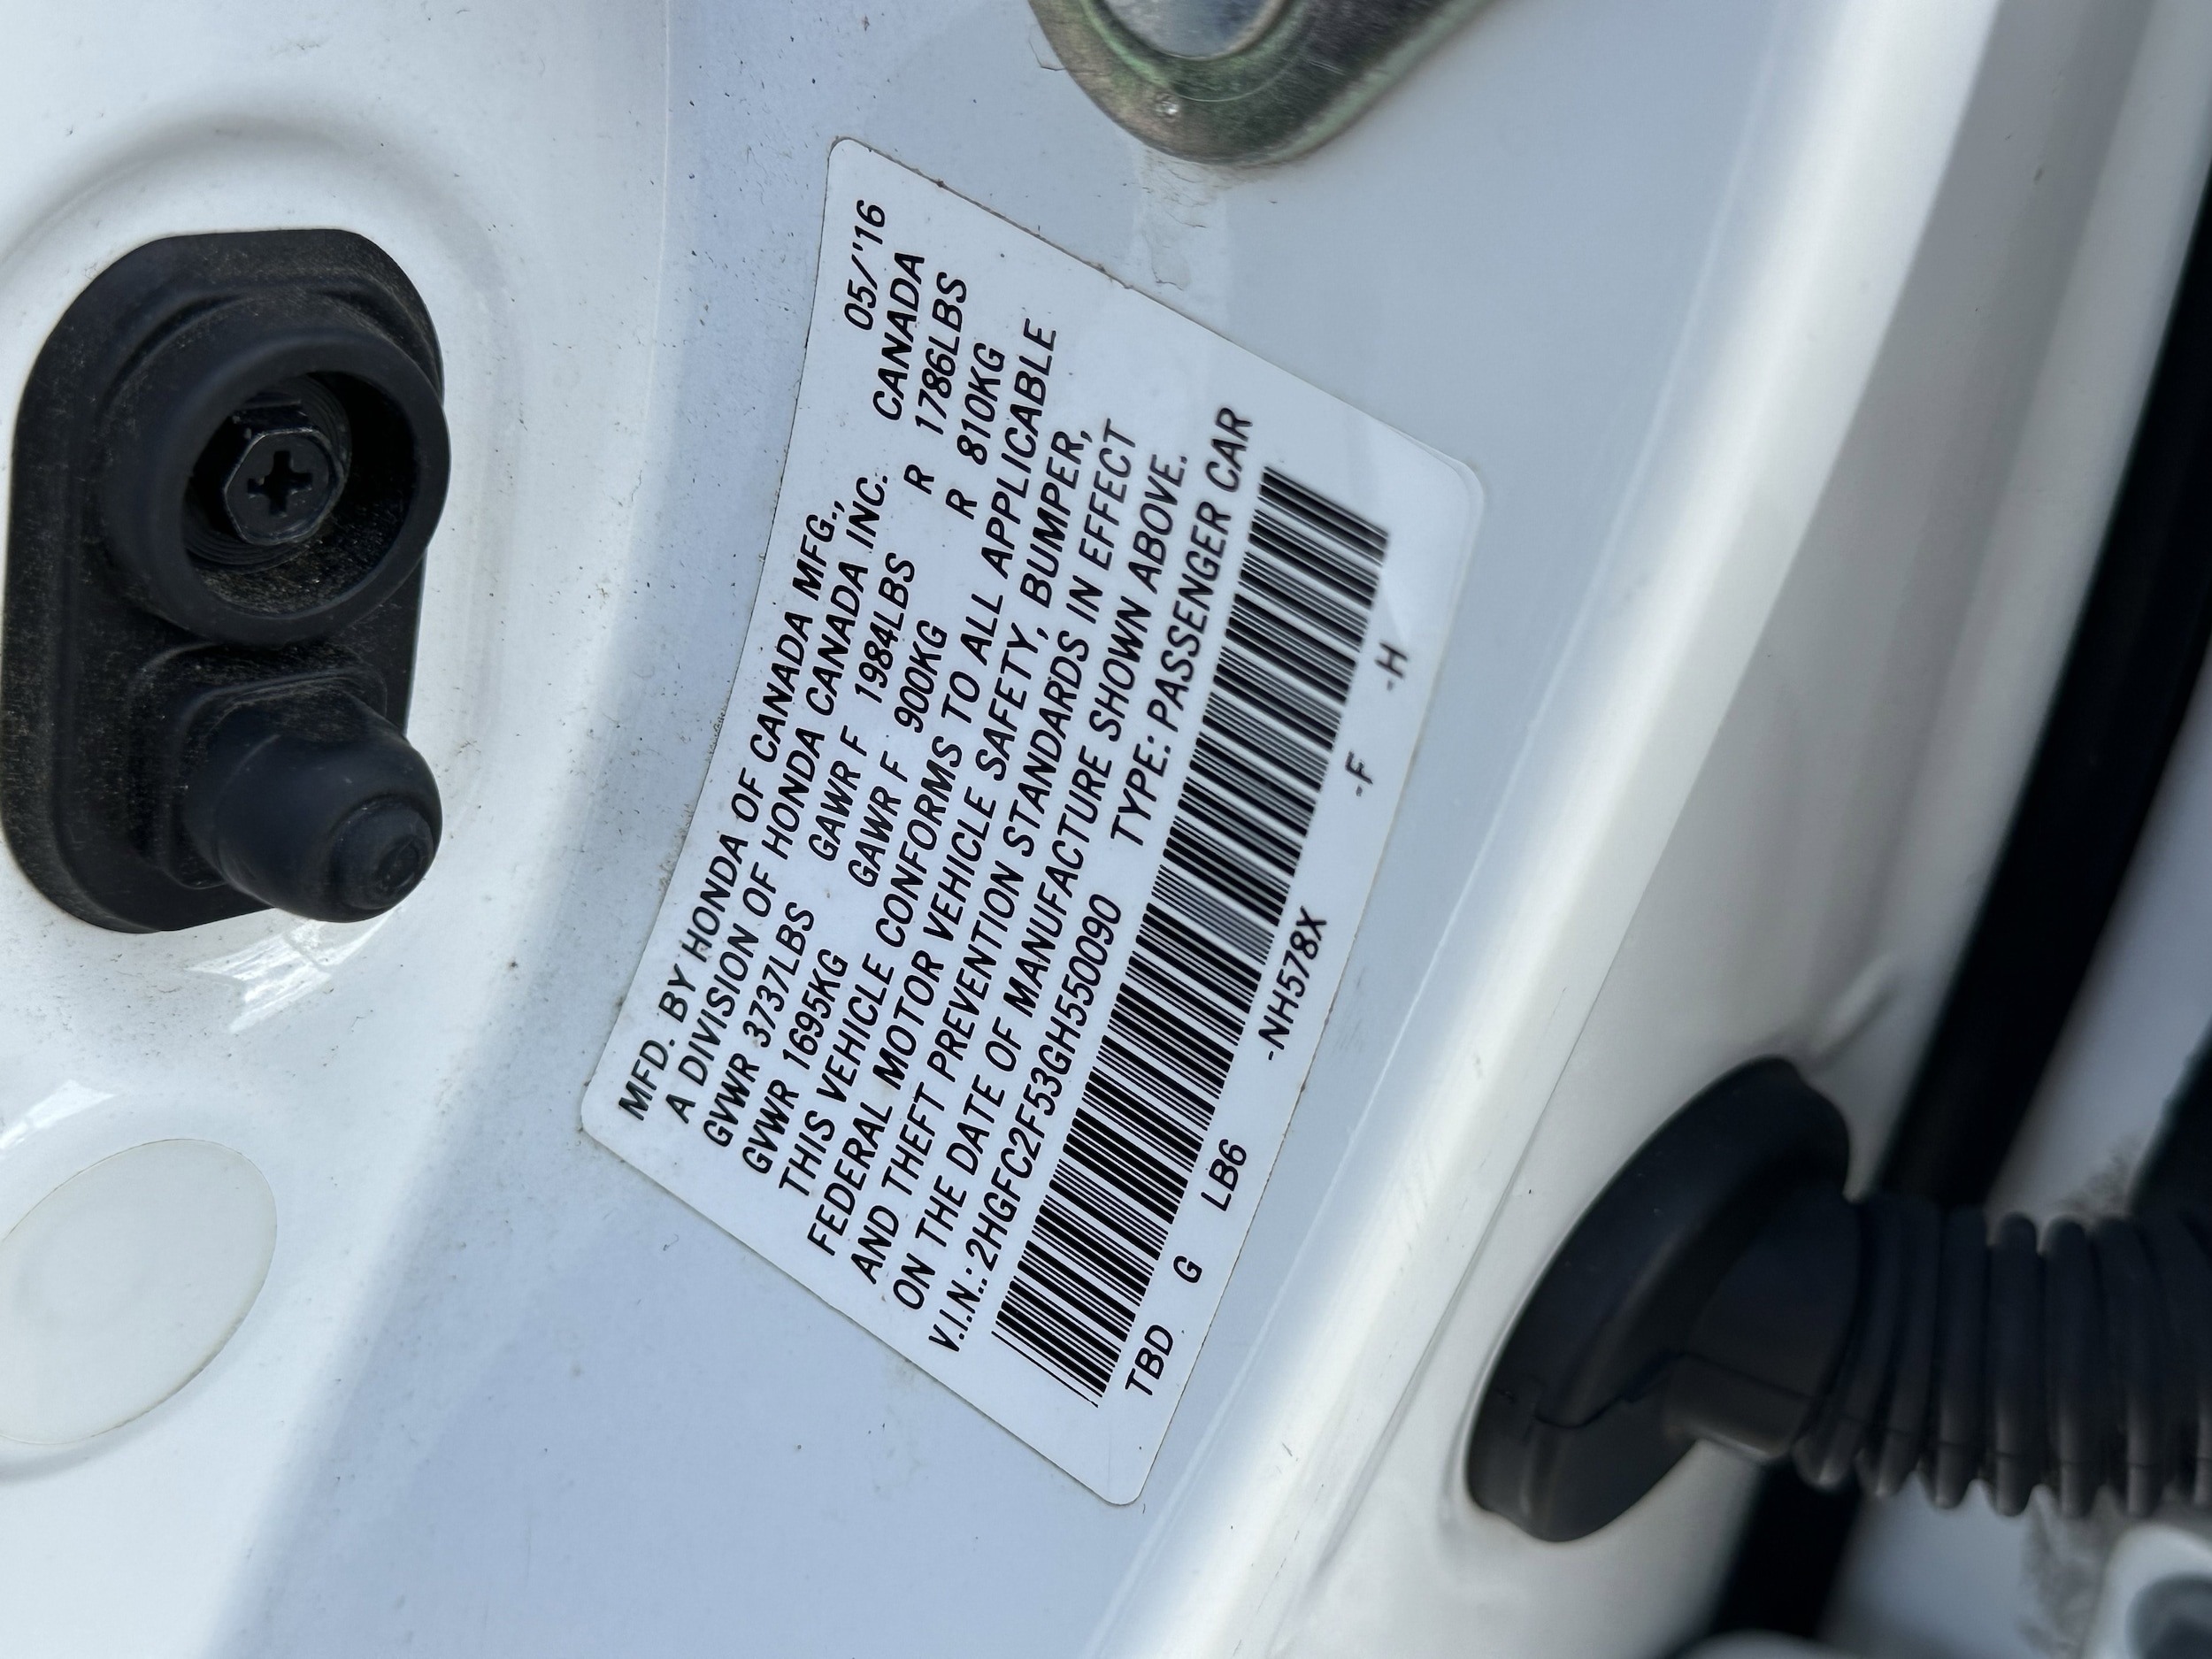 MFD. BY HONDA OF CANADA MFG., 05/'16
A DIVISION OF HONDA CANADA INC. CANADA
GVWR 3737LBS GAWR F 1984LBS R 1786LBS
GVWR 1695KG GAWR F 900KG R 810KG
THIS VEHICLE CONFORMS TO ALL APPLICABLE
FEDERAL MOTOR VEHICLE SAFETY, BUMPER,
AND THEFT PREVENTION STANDARDS IN EFFECT
ON THE DATE OF MANUFACTURE SHOWN ABOVE.
V.I.N.: 2HGFC2F53GH550090 TYPE: PASSENGER CAR
TBD G LB6 -NH578X -F -H